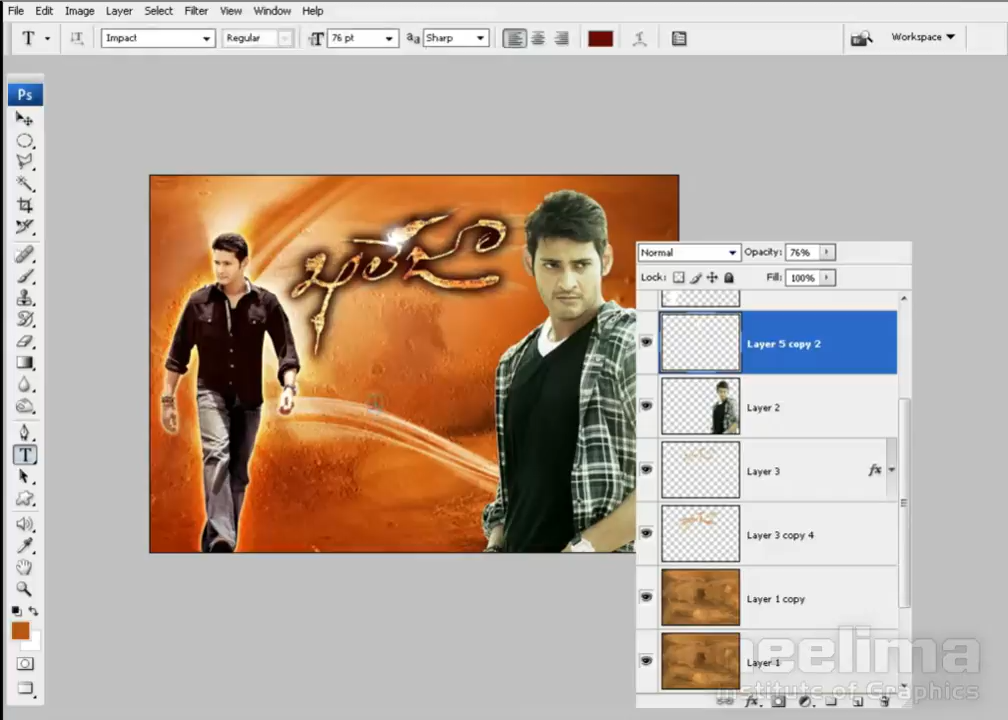 File Edit Image Layer Select Filter View Window Help
T Impact Regular 76 pt Sharp Workspace
Ps
ఖలేజా
Normal Opacity: 76%
Lock: Fill: 100%
Layer 5 copy 2
Layer 2
Layer 3 fx
Layer 3 copy 4
Layer 1 copy
Layer 1
neelima
Institute of Graphics